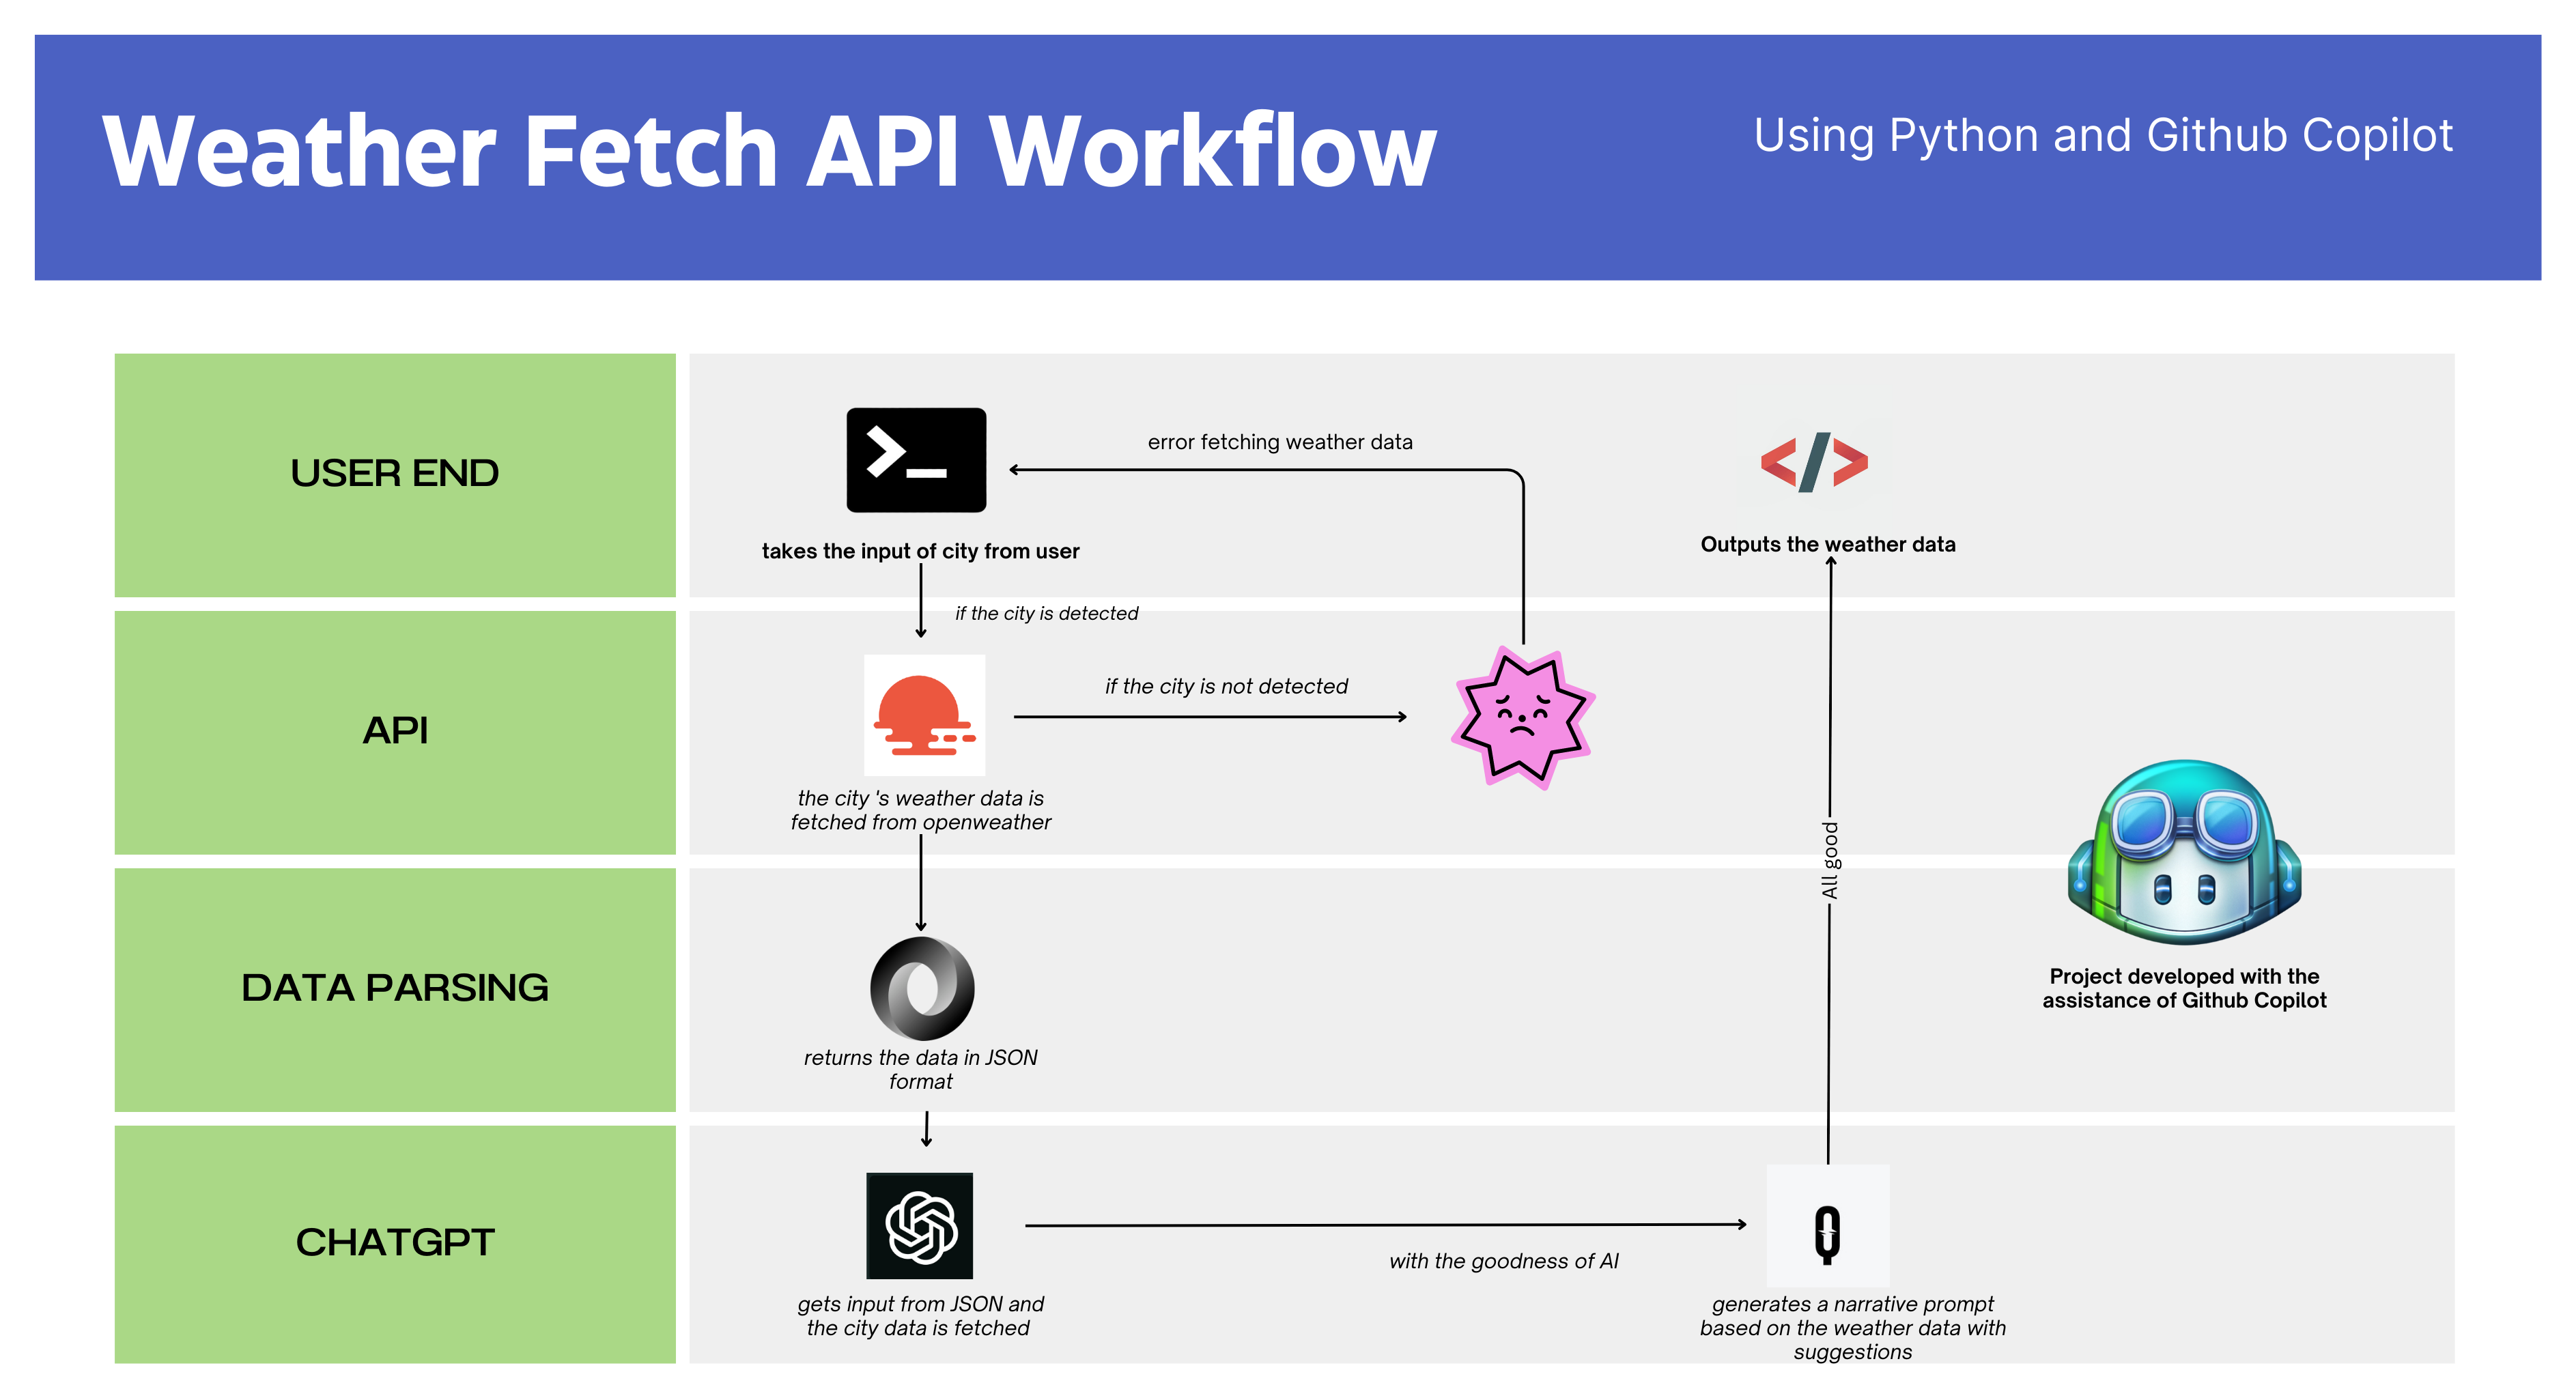 Weather Fetch API Workflow
Using Python and Github Copilot
USER END
error fetching weather data
takes the input of city from user
Outputs the weather data
if the city is detected
API
if the city is not detected
the city 's weather data is
fetched from openweather
All good
DATA PARSING
Project developed with the
assistance of Github Copilot
returns the data in JSON
format
CHATGPT
with the goodness of AI
gets input from JSON and
the city data is fetched
generates a narrative prompt
based on the weather data with
suggestions